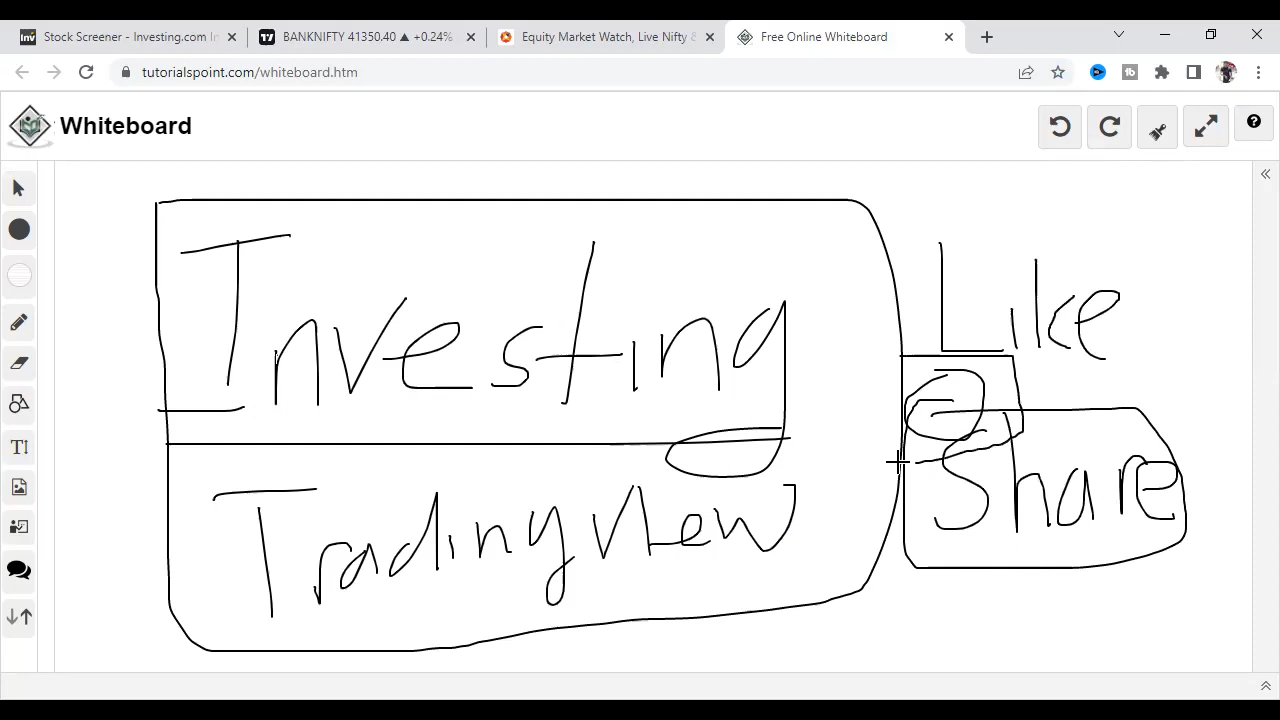 Stock Screener - Investing.com In
BANKNIFTY 41350.40 ▲ +0.24%
Equity Market Watch, Live Nifty &
Free Online Whiteboard
tutorialspoint.com/whiteboard.htm
Whiteboard
Investing
Like
Share
Tradingview